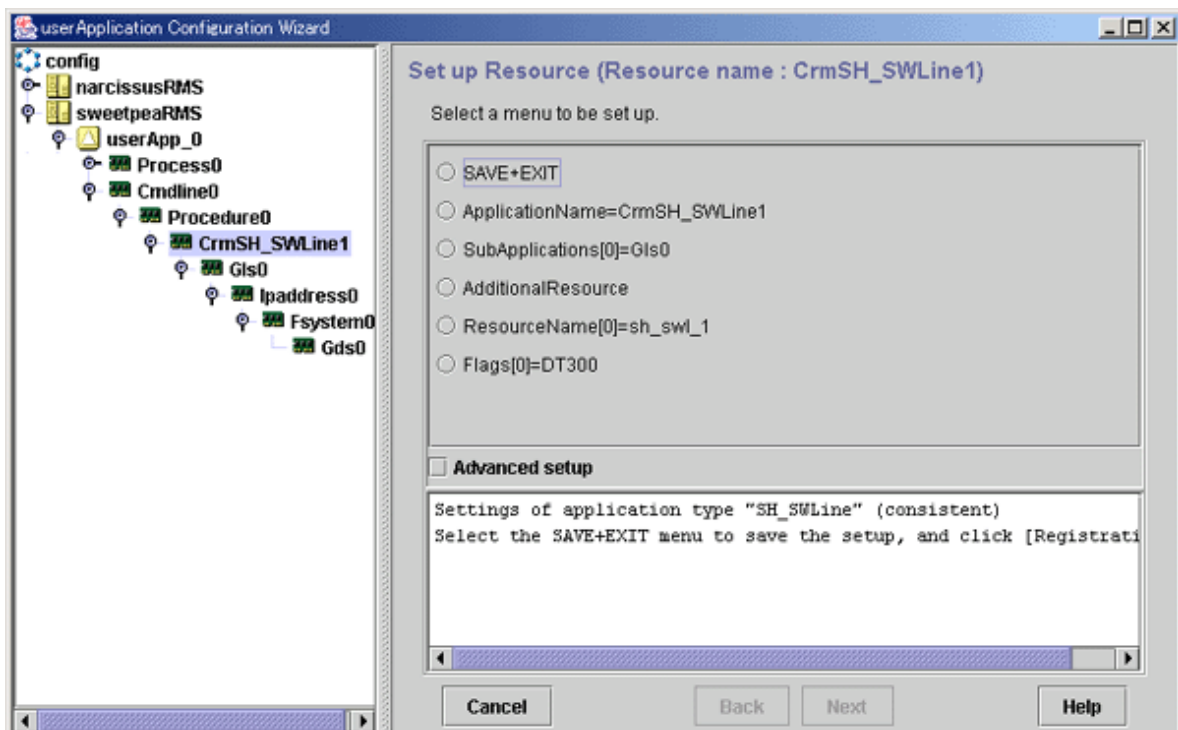 userApplication Configuration Wizard
config
narcissusRMS
sweetpeaRMS
userApp_0
Process0
Cmdline0
Procedure0
CrmSH_SWLine1
Gls0
Ipaddress0
Fsystem0
Gds0
Set up Resource (Resource name : CrmSH_SWLine1)
Select a menu to be set up.
SAVE+EXIT
ApplicationName=CrmSH_SWLine1
SubApplications[0]=Gls0
AdditionalResource
ResourceName[0]=sh_swl_1
Flags[0]=DT300
Advanced setup
Settings of application type "SH_SWLine" (consistent)
Select the SAVE+EXIT menu to save the setup, and click [Registrati
Cancel
Back
Next
Help